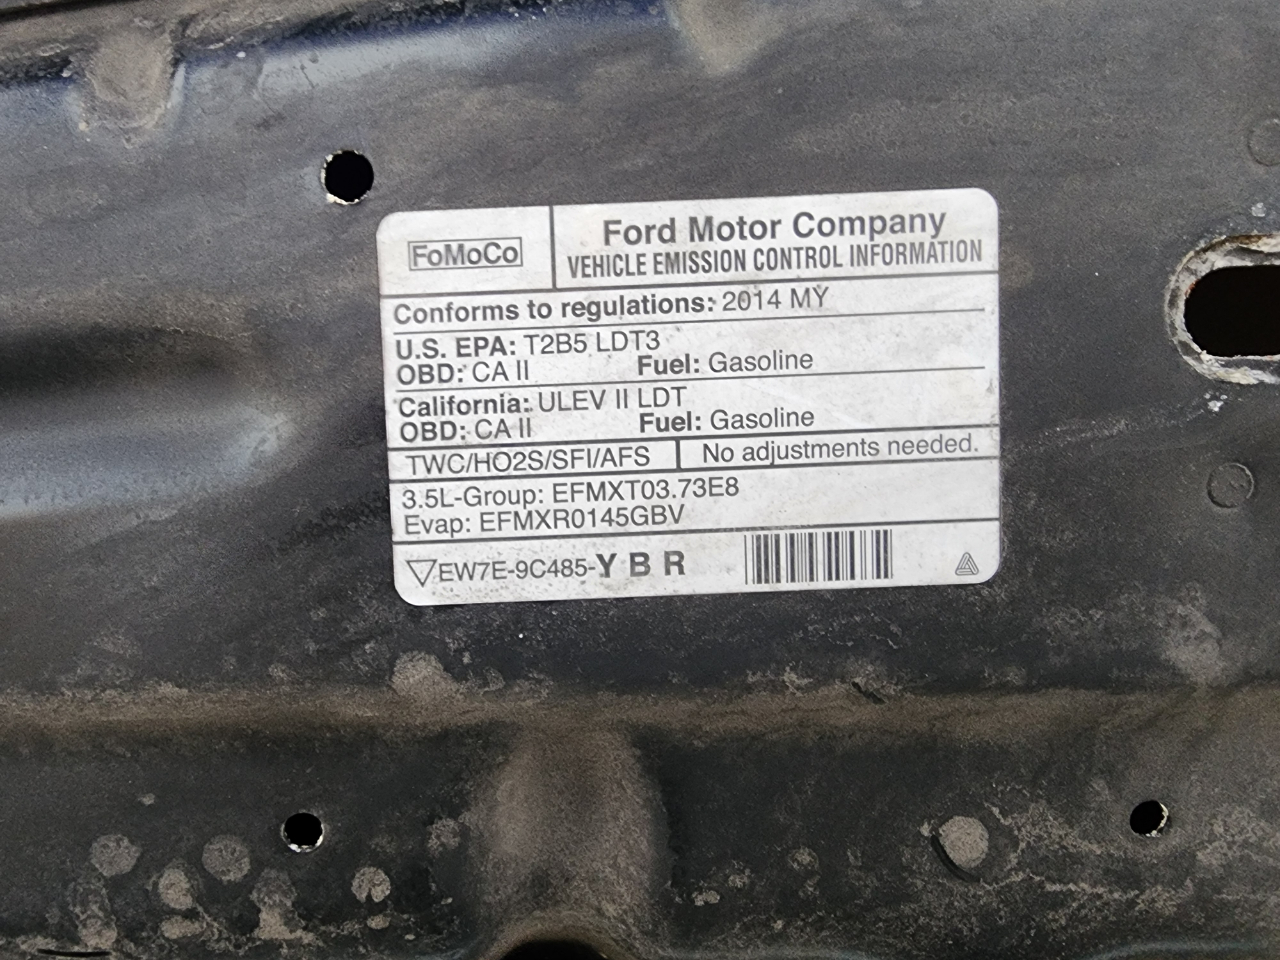 FoMoCo
Ford Motor Company
VEHICLE EMISSION CONTROL INFORMATION
Conforms to regulations: 2014 MY
U.S. EPA: T2B5 LDT3
OBD: CA II Fuel: Gasoline
California: ULEV II LDT
OBD: CA II Fuel: Gasoline
TWC/HO2S/SFI/AFS No adjustments needed.
3.5L-Group: EFMXT03.73E8
Evap: EFMXR0145GBV
EW7E-9C485-Y B R